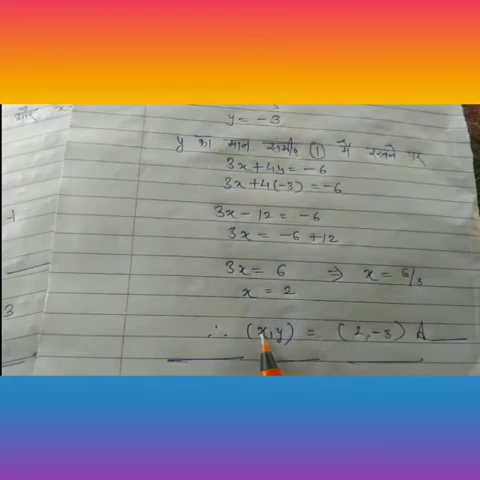 y = -3
y का मान समी० ① में रखने पर
3x + 4y = -6
3x + 4(-3) = -6
3x - 12 = -6
3x = -6 + 12
3x = 6 ⇒ x = 6/3
x = 2
∴ (x,y) = (2,-3) A